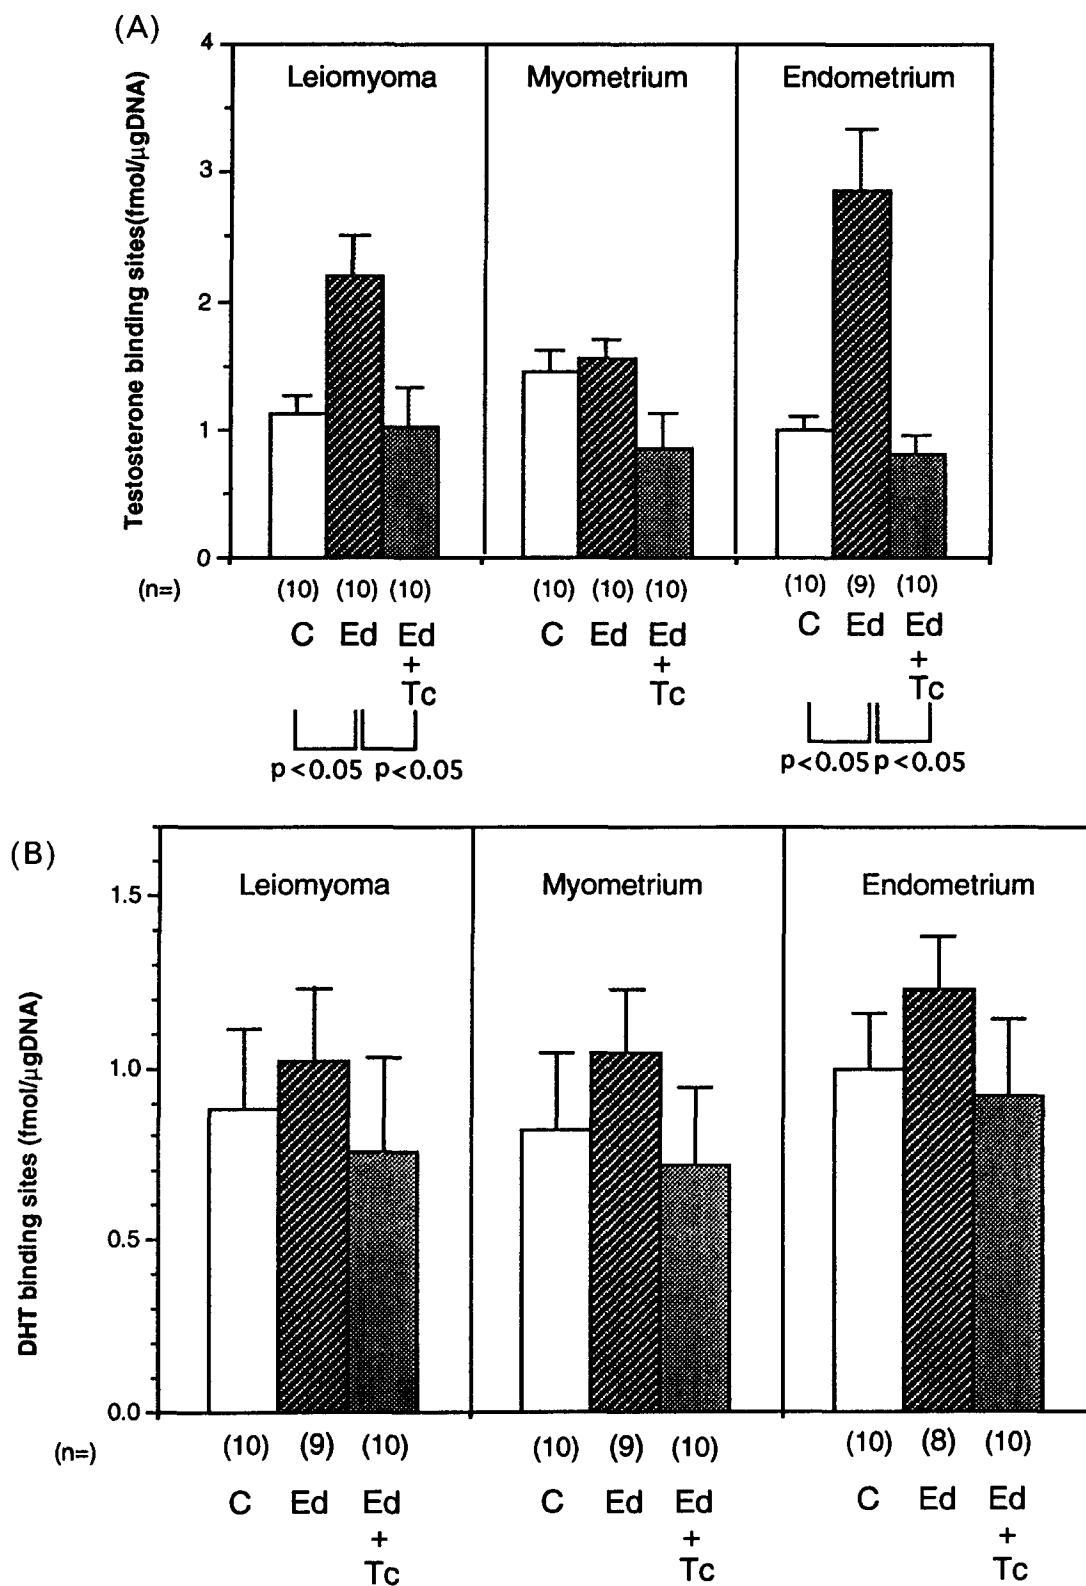 (A)
Testosterone binding sites(fmol/µgDNA)
4
3
2
1
0
Leiomyoma Myometrium Endometrium
(n=) (10) (10) (10) (10) (10) (10) (10) (9) (10)
C Ed Ed C Ed Ed C Ed Ed
+ + +
Tc Tc Tc
p<0.05 p<0.05 p<0.05 p<0.05
(B)
DHT binding sites (fmol/µgDNA)
1.5
1.0
0.5
0.0
Leiomyoma Myometrium Endometrium
(n=) (10) (9) (10) (10) (9) (10) (10) (8) (10)
C Ed Ed C Ed Ed C Ed Ed
+ + +
Tc Tc Tc